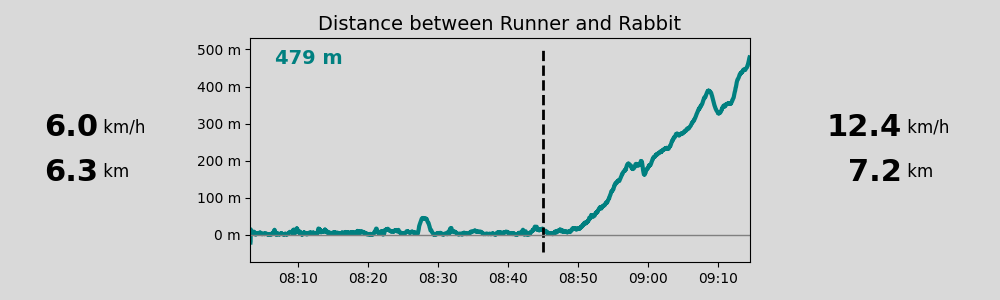 Distance between Runner and Rabbit
479 m
500 m
400 m
300 m
200 m
100 m
0 m
08:10 08:20 08:30 08:40 08:50 09:00 09:10
6.0 km/h
6.3 km
12.4 km/h
7.2 km